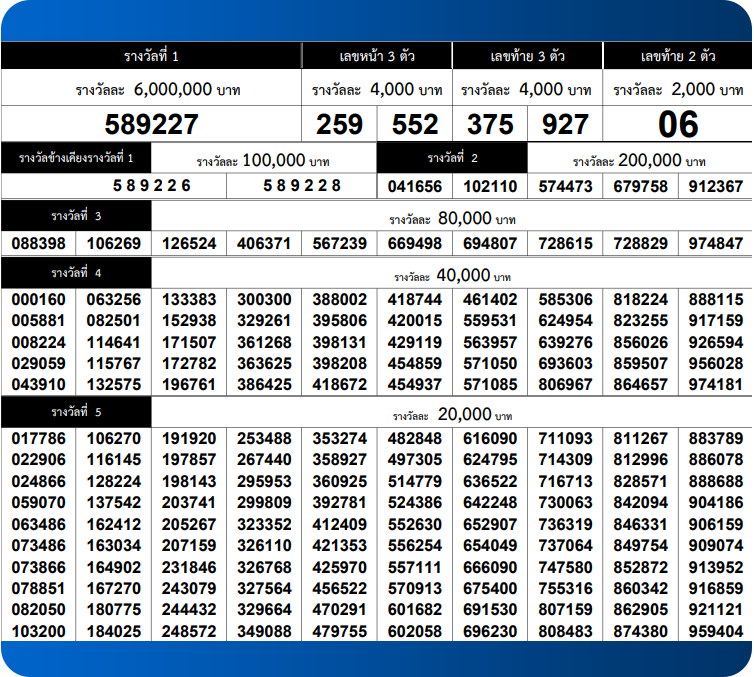 รางวัลที่ 1 เลขหน้า 3 ตัว เลขท้าย 3 ตัว เลขท้าย 2 ตัว
รางวัลละ 6,000,000 บาท รางวัลละ 4,000 บาท รางวัลละ 4,000 บาท รางวัลละ 2,000 บาท
589227 259 552 375 927 06
รางวัลข้างเคียงรางวัลที่ 1 รางวัลละ 100,000 บาท รางวัลที่ 2 รางวัลละ 200,000 บาท
589226 589228 041656 102110 574473 679758 912367
รางวัลที่ 3 รางวัลละ 80,000 บาท
088398 106269 126524 406371 567239 669498 694807 728615 728829 974847
รางวัลที่ 4 รางวัลละ 40,000 บาท
000160 063256 133383 300300 388002 418744 461402 585306 818224 888115
005881 082501 152938 329261 395806 420015 559531 624954 823255 917159
008224 114641 171507 361268 398131 429119 563957 639276 856026 926594
029059 115767 172782 363625 398208 454859 571050 693603 859507 956028
043910 132575 196761 386425 418672 454937 571085 806967 864657 974181
รางวัลที่ 5 รางวัลละ 20,000 บาท
017786 106270 191920 253488 353274 482848 616090 711093 811267 883789
022906 116145 197857 267440 358927 497305 624795 714309 812996 886078
024866 128224 198143 295953 360925 514779 636522 716713 828571 888688
059070 137542 203741 299809 392781 524386 642248 730063 842094 904186
063486 162412 205267 323352 412409 552630 652907 736319 846331 906159
073486 163034 207159 326110 421353 556254 654049 737064 849754 909074
073866 164902 231846 326768 425970 557111 666090 747580 852872 913952
078851 167270 243079 327564 456522 570913 675400 755316 860342 916859
082050 180775 244432 329664 470291 601682 691530 807159 862905 921121
103200 184025 248572 349088 479755 602058 696230 808483 874380 959404